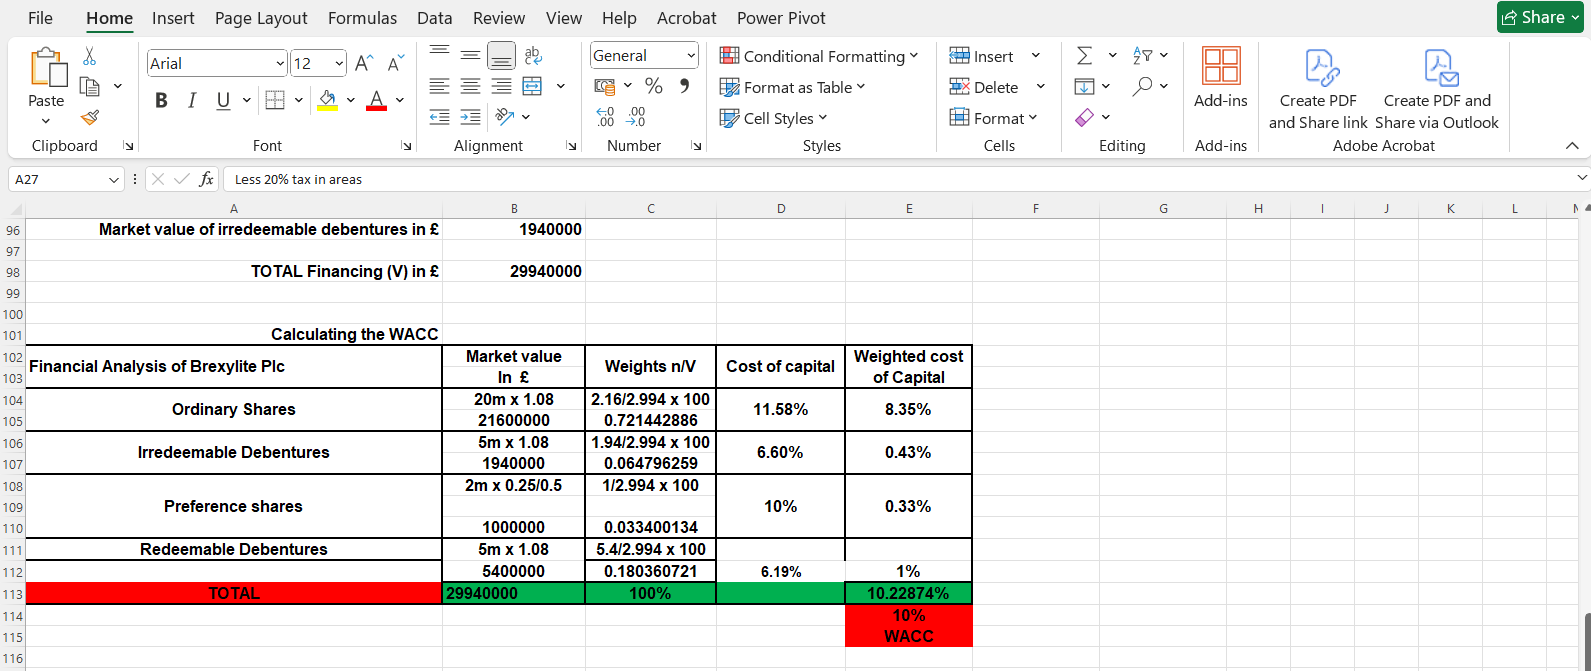 File Home Insert Page Layout Formulas Data Review View Help Acrobat Power Pivot Share
Paste
Clipboard
Arial 12
B I U A
Font
Alignment
General
%
Number
Conditional Formatting
Format as Table
Cell Styles
Styles
Insert
Delete
Format
Cells
Editing
Add-ins
Add-ins
Create PDF
and Share link
Create PDF and
Share via Outlook
Adobe Acrobat
A27 fx Less 20% tax in areas
A B C D E F G H I J K L
96 Market value of irredeemable debentures in £ 1940000
97
98 TOTAL Financing (V) in £ 29940000
99
100
101 Calculating the WACC
102 Financial Analysis of Brexylite Plc Market value Weights n/V Cost of capital Weighted cost
103 In £ of Capital
104 Ordinary Shares 20m x 1.08 2.16/2.994 x 100 11.58% 8.35%
105 21600000 0.721442886
106 Irredeemable Debentures 5m x 1.08 1.94/2.994 x 100 6.60% 0.43%
107 1940000 0.064796259
108 2m x 0.25/0.5 1/2.994 x 100
109 Preference shares 10% 0.33%
110 1000000 0.033400134
111 Redeemable Debentures 5m x 1.08 5.4/2.994 x 100
112 5400000 0.180360721 6.19% 1%
113 TOTAL 29940000 100% 10.22874%
114 10%
115 WACC
116